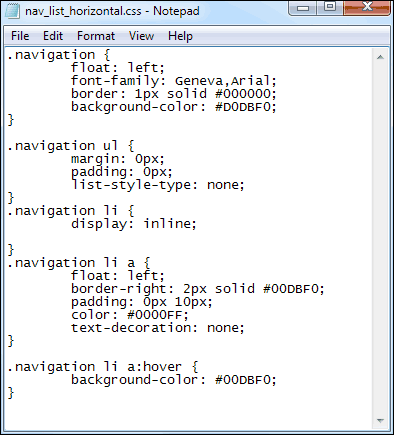 nav_list_horizontal.css - Notepad
File Edit Format View Help
.navigation {
        float: left;
        font-family: Geneva,Arial;
        border: 1px solid #000000;
        background-color: #D0DBF0;
}

.navigation ul {
        margin: 0px;
        padding: 0px;
        list-style-type: none;
}
.navigation li {
        display: inline;

}
.navigation li a {
        float: left;
        border-right: 2px solid #00DBF0;
        padding: 0px 10px;
        color: #0000FF;
        text-decoration: none;
}

.navigation li a:hover {
        background-color: #00DBF0;
}